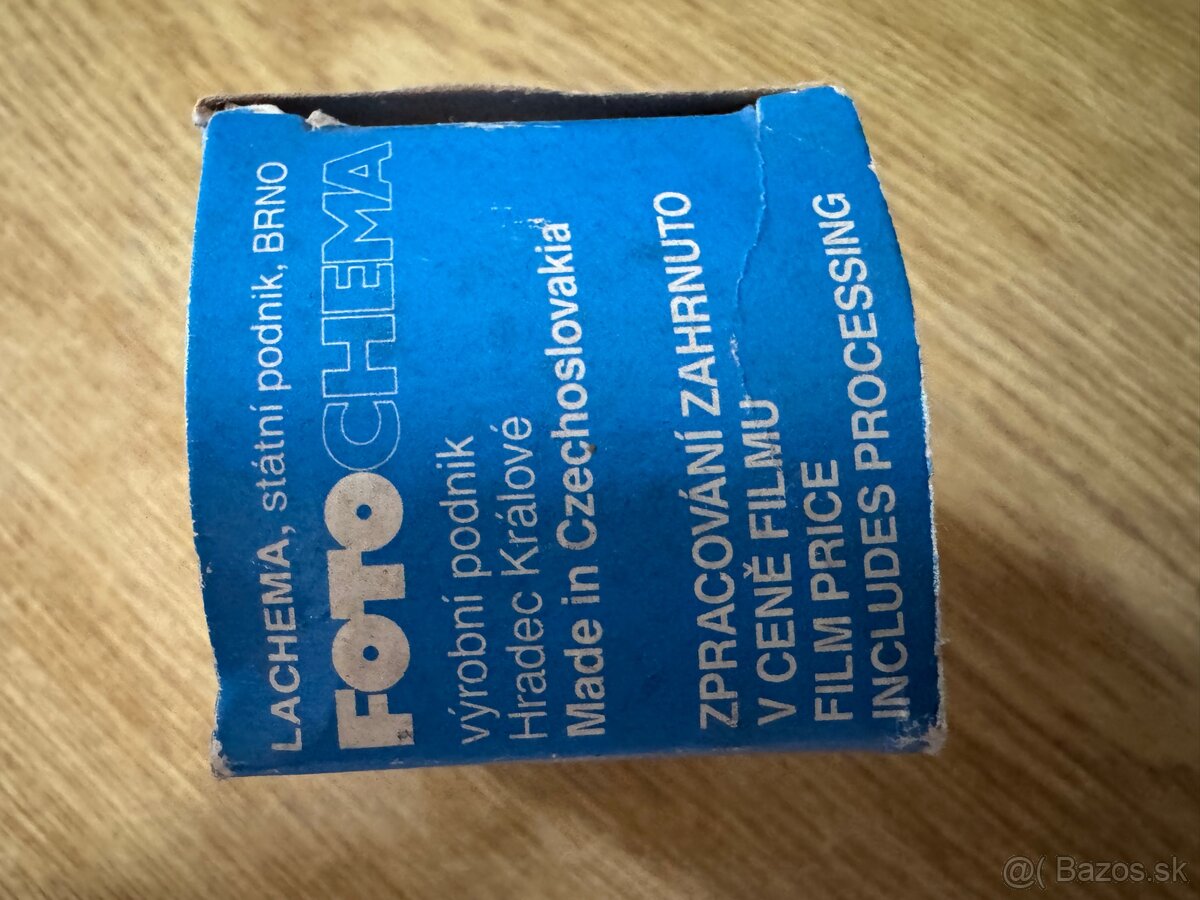 LACHEMA, státní podnik, BRNO
FOTOCHEMA
výrobní podnik
Hradec Králové
Made in Czechoslovakia
ZPRACOVÁNÍ ZAHRNUTO
V CENĚ FILMU
FILM PRICE
INCLUDES PROCESSING
@( Bazos.sk